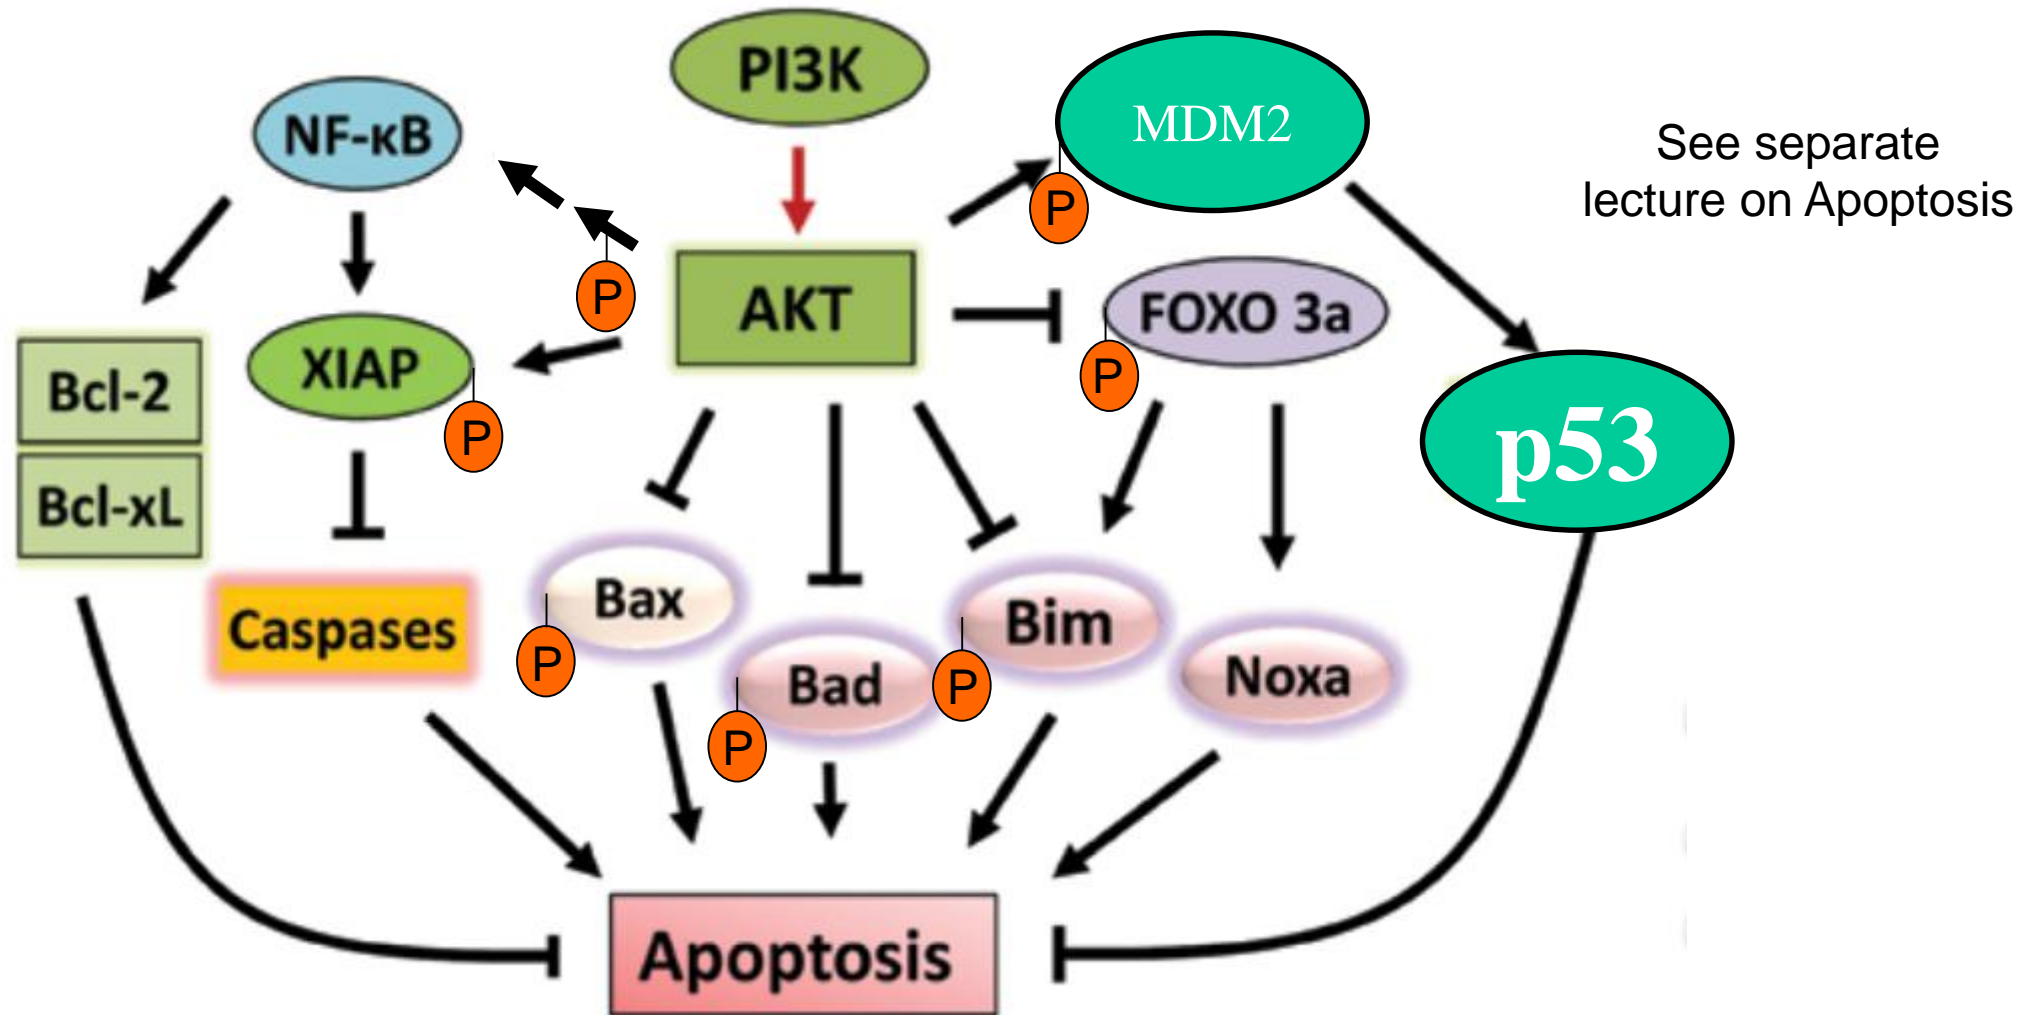 PI3K
MDM2
NF-κB
See separate
lecture on Apoptosis
P
P
AKT
FOXO 3a
XIAP
P
Bcl-2
P
p53
Bcl-xL
Bax
Bim
Caspases
P
Bad
P
Noxa
P
Apoptosis